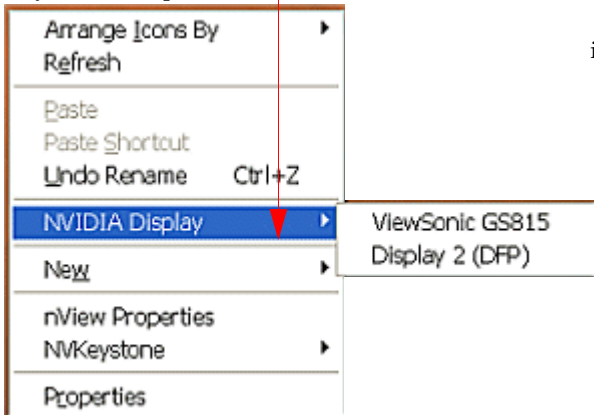 Arrange Icons By
Refresh
Paste
Paste Shortcut
Undo Rename Ctrl+Z
NVIDIA Display
ViewSonic GS815
Display 2 (DFP)
New
nView Properties
NVKeystone
Properties